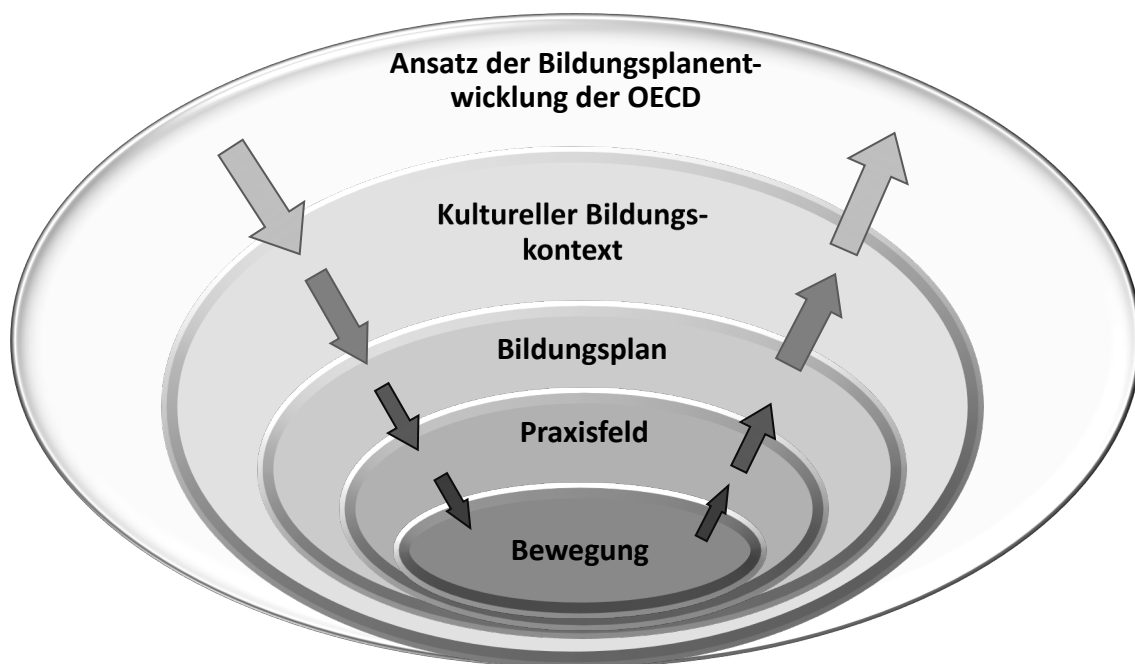 Ansatz der Bildungsplanent-
wicklung der OECD
Kultureller Bildungs-
kontext
Bildungsplan
Praxisfeld
Bewegung